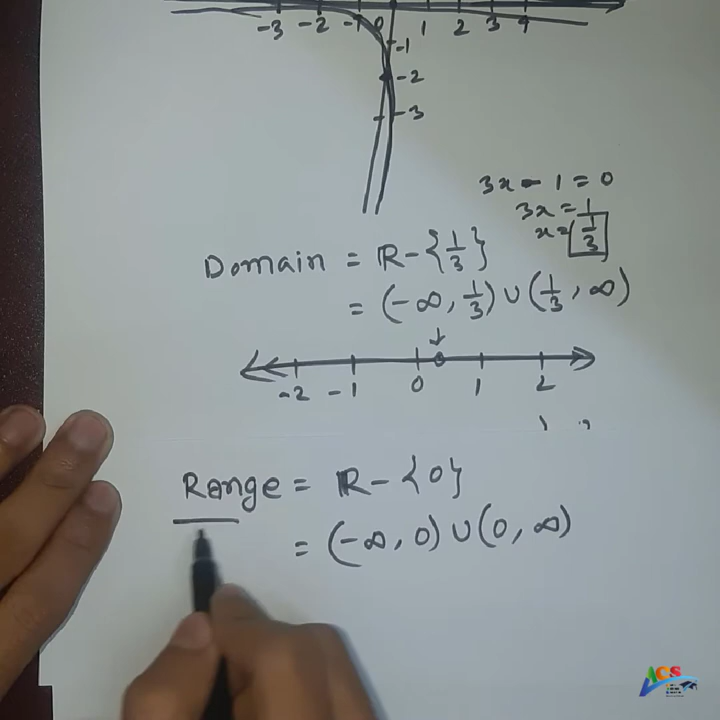 -3 -2 -1 0 1 2 3 4
-1
-2
-3
3x - 1 = 0
3x = 1
x = 1/3
Domain = R - {1/3}
= (-∞, 1/3) ∪ (1/3, ∞)
-2 -1 0 1 2
Range = R - {0}
= (-∞, 0) ∪ (0, ∞)
ACS